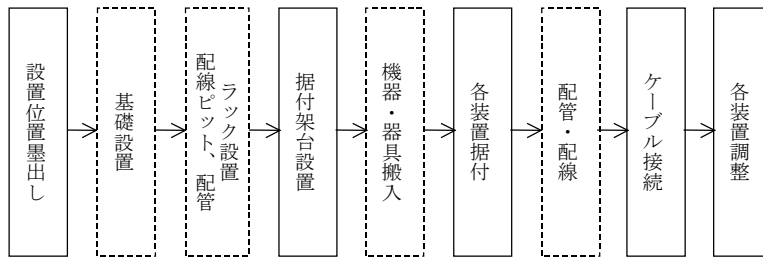 設置位置墨出し
基礎設置
ラック設置
配線ピット、配管
据付架台設置
機器・器具搬入
各装置据付
配管・配線
ケーブル接続
各装置調整